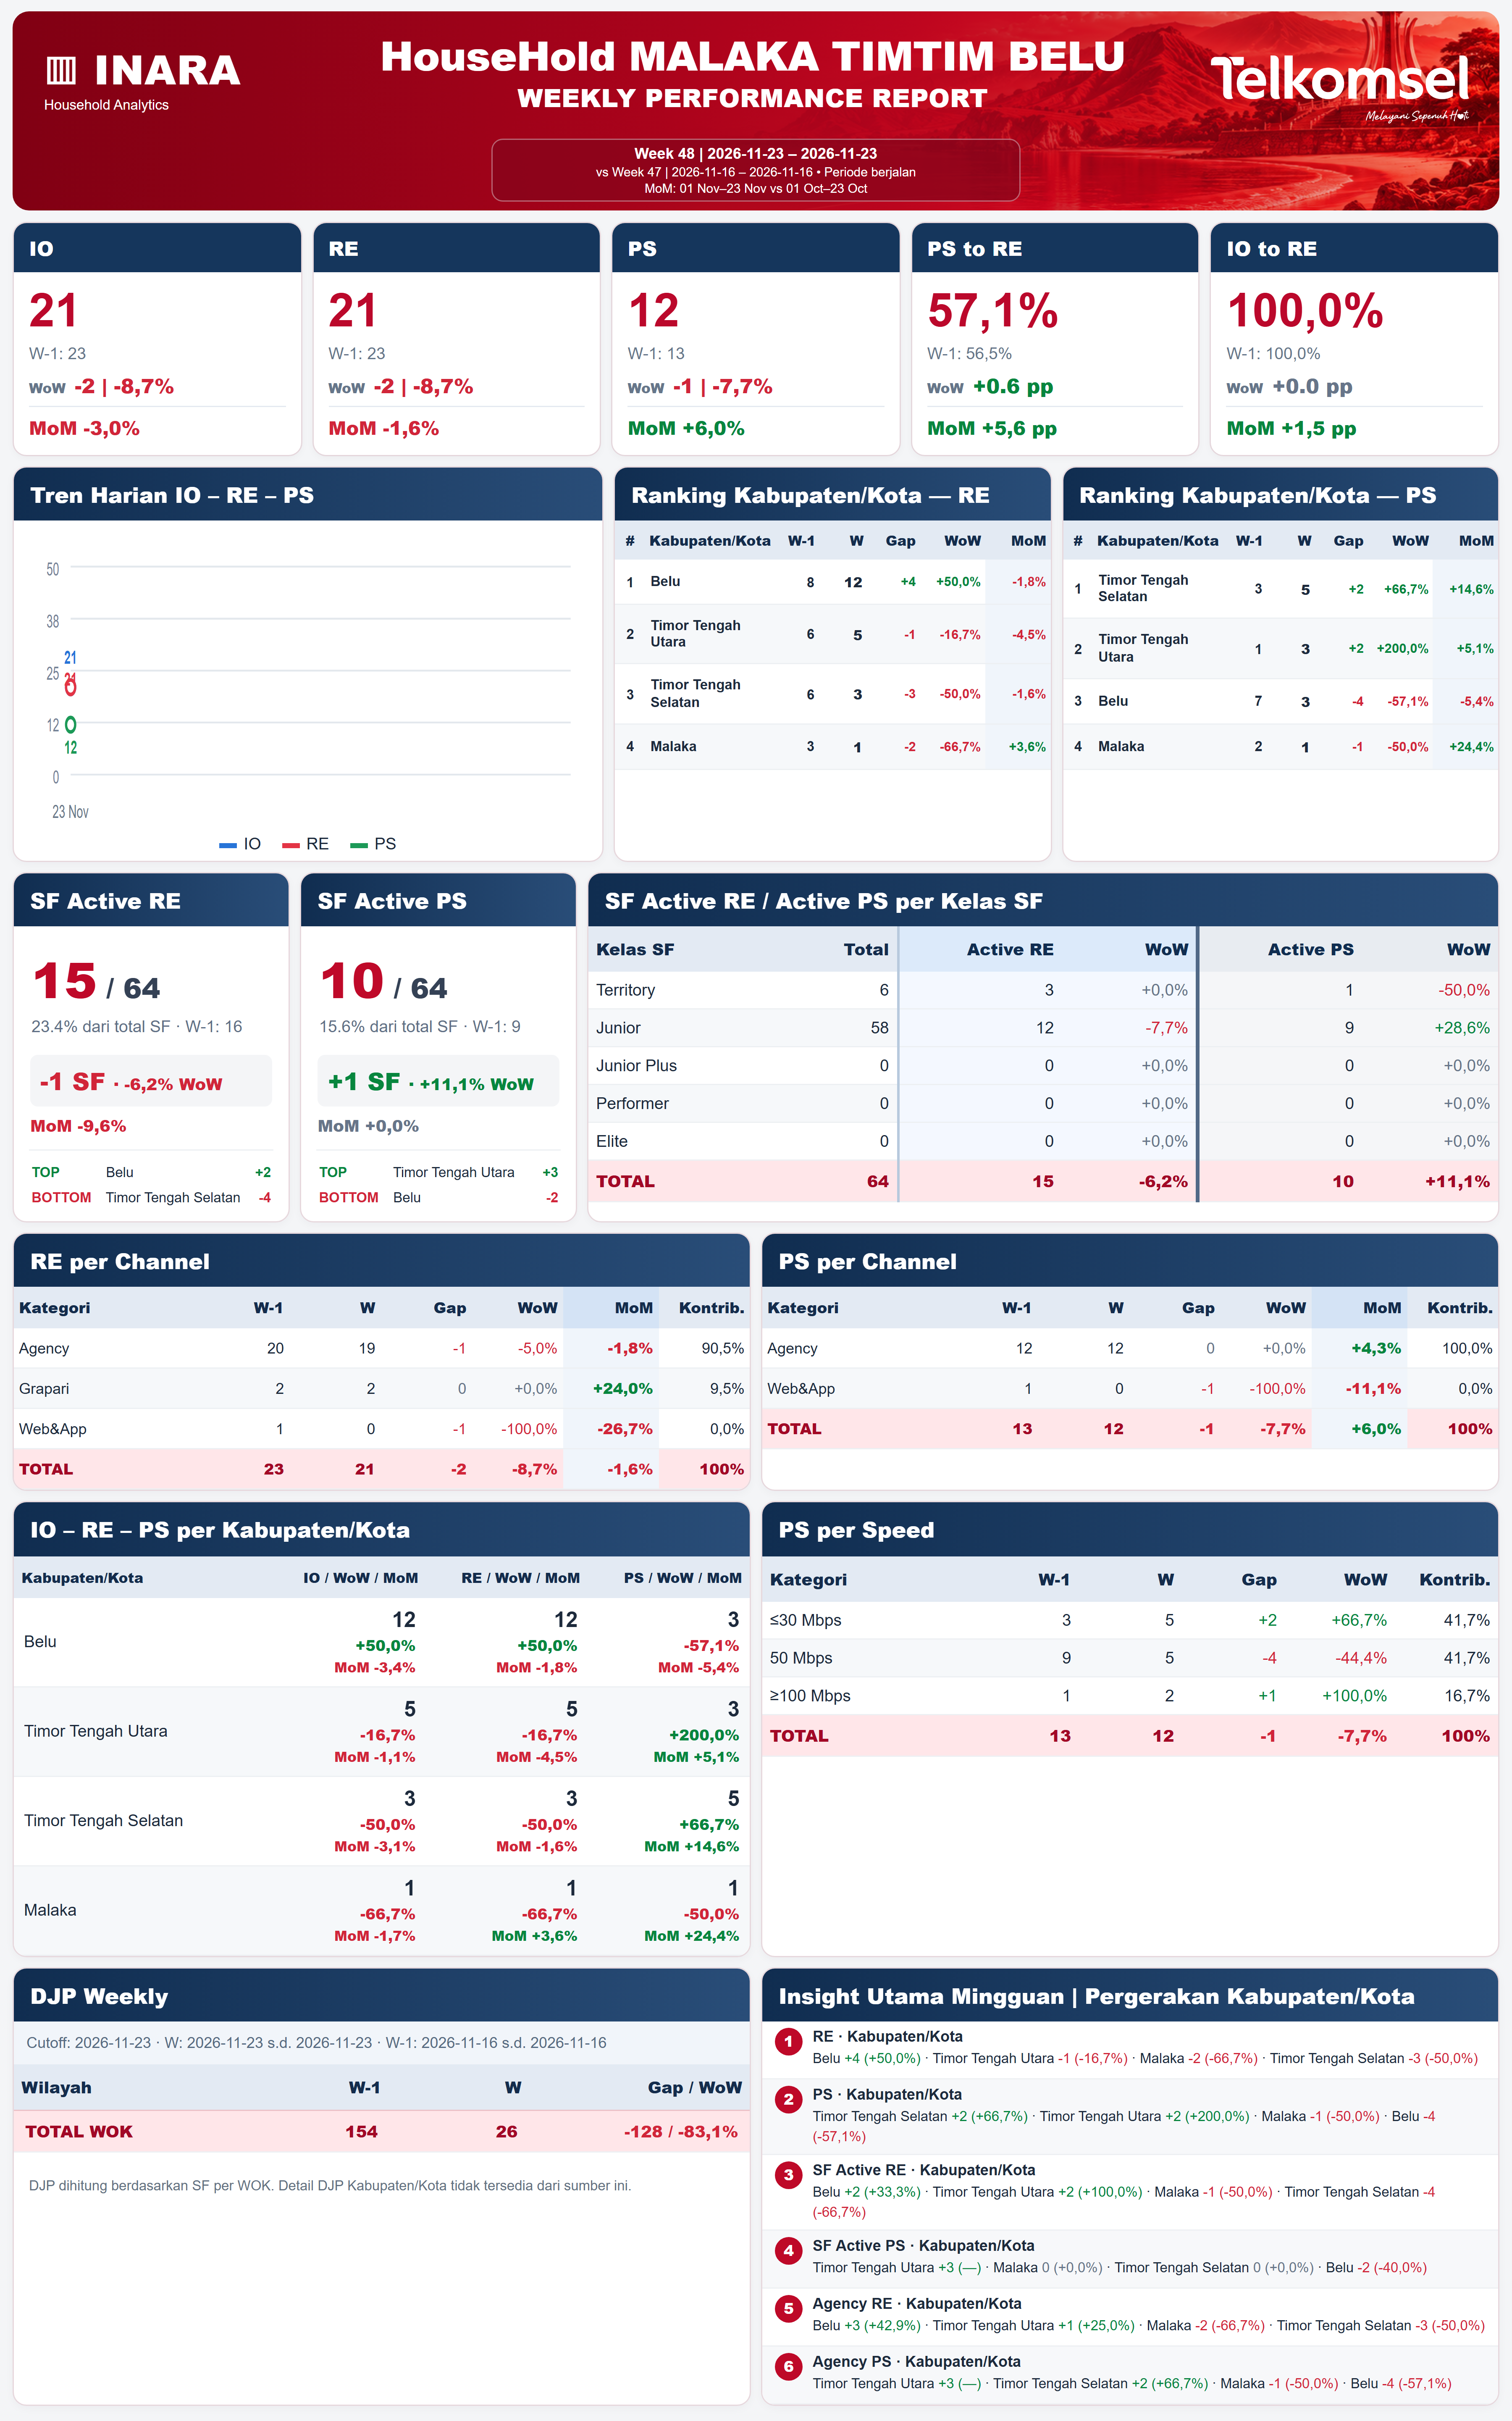 INARA
Household Analytics
HouseHold MALAKA TIMTIM BELU
WEEKLY PERFORMANCE REPORT
Week 48 | 2026-11-23 – 2026-11-23
vs Week 47 | 2026-11-16 – 2026-11-16 • Periode berjalan
MoM: 01 Nov–23 Nov vs 01 Oct–23 Oct
Telkomsel
Melayani Sepenuh Hati
IO
21
W-1: 23
WoW -2 | -8,7%
MoM -3,0%
RE
21
W-1: 23
WoW -2 | -8,7%
MoM -1,6%
PS
12
W-1: 13
WoW -1 | -7,7%
MoM +6,0%
PS to RE
57,1%
W-1: 56,5%
WoW +0.6 pp
MoM +5,6 pp
IO to RE
100,0%
W-1: 100,0%
WoW +0.0 pp
MoM +1,5 pp
Tren Harian IO – RE – PS
50
38
25
12
0
21
21
12
23 Nov
IO RE PS
Ranking Kabupaten/Kota — RE
# Kabupaten/Kota W-1 W Gap WoW MoM
1 Belu 8 12 +4 +50,0% -1,8%
2 Timor Tengah Utara 6 5 -1 -16,7% -4,5%
3 Timor Tengah Selatan 6 3 -3 -50,0% -1,6%
4 Malaka 3 1 -2 -66,7% +3,6%
Ranking Kabupaten/Kota — PS
# Kabupaten/Kota W-1 W Gap WoW MoM
1 Timor Tengah Selatan 3 5 +2 +66,7% +14,6%
2 Timor Tengah Utara 1 3 +2 +200,0% +5,1%
3 Belu 7 3 -4 -57,1% -5,4%
4 Malaka 2 1 -1 -50,0% +24,4%
SF Active RE
15 / 64
23.4% dari total SF · W-1: 16
-1 SF · -6,2% WoW
MoM -9,6%
TOP Belu +2
BOTTOM Timor Tengah Selatan -4
SF Active PS
10 / 64
15.6% dari total SF · W-1: 9
+1 SF · +11,1% WoW
MoM +0,0%
TOP Timor Tengah Utara +3
BOTTOM Belu -2
SF Active RE / Active PS per Kelas SF
Kelas SF Total Active RE WoW Active PS WoW
Territory 6 3 +0,0% 1 -50,0%
Junior 58 12 -7,7% 9 +28,6%
Junior Plus 0 0 +0,0% 0 +0,0%
Performer 0 0 +0,0% 0 +0,0%
Elite 0 0 +0,0% 0 +0,0%
TOTAL 64 15 -6,2% 10 +11,1%
RE per Channel
Kategori W-1 W Gap WoW MoM Kontrib.
Agency 20 19 -1 -5,0% -1,8% 90,5%
Grapari 2 2 0 +0,0% +24,0% 9,5%
Web&App 1 0 -1 -100,0% -26,7% 0,0%
TOTAL 23 21 -2 -8,7% -1,6% 100%
PS per Channel
Kategori W-1 W Gap WoW MoM Kontrib.
Agency 12 12 0 +0,0% +4,3% 100,0%
Web&App 1 0 -1 -100,0% -11,1% 0,0%
TOTAL 13 12 -1 -7,7% +6,0% 100%
IO – RE – PS per Kabupaten/Kota
Kabupaten/Kota IO / WoW / MoM RE / WoW / MoM PS / WoW / MoM
Belu
12 12 3
+50,0% +50,0% -57,1%
MoM -3,4% MoM -1,8% MoM -5,4%
Timor Tengah Utara
5 5 3
-16,7% -16,7% +200,0%
MoM -1,1% MoM -4,5% MoM +5,1%
Timor Tengah Selatan
3 3 5
-50,0% -50,0% +66,7%
MoM -3,1% MoM -1,6% MoM +14,6%
Malaka
1 1 1
-66,7% -66,7% -50,0%
MoM -1,7% MoM +3,6% MoM +24,4%
PS per Speed
Kategori W-1 W Gap WoW Kontrib.
≤30 Mbps 3 5 +2 +66,7% 41,7%
50 Mbps 9 5 -4 -44,4% 41,7%
≥100 Mbps 1 2 +1 +100,0% 16,7%
TOTAL 13 12 -1 -7,7% 100%
DJP Weekly
Cutoff: 2026-11-23 · W: 2026-11-23 s.d. 2026-11-23 · W-1: 2026-11-16 s.d. 2026-11-16
Wilayah W-1 W Gap / WoW
TOTAL WOK 154 26 -128 / -83,1%
DJP dihitung berdasarkan SF per WOK. Detail DJP Kabupaten/Kota tidak tersedia dari sumber ini.
Insight Utama Mingguan | Pergerakan Kabupaten/Kota
1 RE · Kabupaten/Kota
Belu +4 (+50,0%) · Timor Tengah Utara -1 (-16,7%) · Malaka -2 (-66,7%) · Timor Tengah Selatan -3 (-50,0%)
2 PS · Kabupaten/Kota
Timor Tengah Selatan +2 (+66,7%) · Timor Tengah Utara +2 (+200,0%) · Malaka -1 (-50,0%) · Belu -4
(-57,1%)
3 SF Active RE · Kabupaten/Kota
Belu +2 (+33,3%) · Timor Tengah Utara +2 (+100,0%) · Malaka -1 (-50,0%) · Timor Tengah Selatan -4
(-66,7%)
4 SF Active PS · Kabupaten/Kota
Timor Tengah Utara +3 (—) · Malaka 0 (+0,0%) · Timor Tengah Selatan 0 (+0,0%) · Belu -2 (-40,0%)
5 Agency RE · Kabupaten/Kota
Belu +3 (+42,9%) · Timor Tengah Utara +1 (+25,0%) · Malaka -2 (-66,7%) · Timor Tengah Selatan -3 (-50,0%)
6 Agency PS · Kabupaten/Kota
Timor Tengah Utara +3 (—) · Timor Tengah Selatan +2 (+66,7%) · Malaka -1 (-50,0%) · Belu -4 (-57,1%)